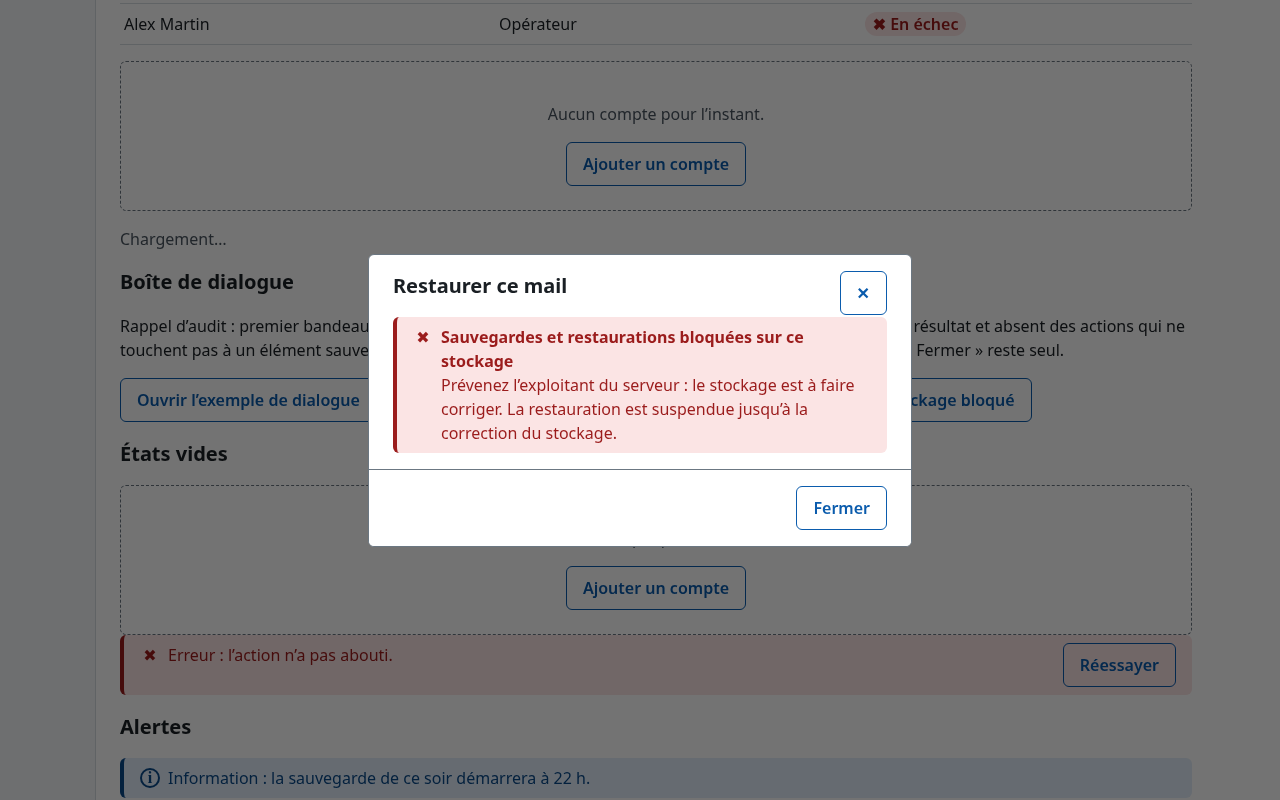 Alex Martin
Opérateur
✖ En échec
Aucun compte pour l’instant.
Ajouter un compte
Chargement…
Boîte de dialogue
Rappel d’audit : premier bandeau
résultat et absent des actions qui ne
touchent pas à un élément sauve
Fermer » reste seul.
Ouvrir l’exemple de dialogue
ckage bloqué
Restaurer ce mail
×
✖ Sauvegardes et restaurations bloquées sur ce
stockage
Prévenez l’exploitant du serveur : le stockage est à faire
corriger. La restauration est suspendue jusqu’à la
correction du stockage.
Fermer
États vides
Ajouter un compte
✖ Erreur : l’action n’a pas abouti.
Réessayer
Alertes
Information : la sauvegarde de ce soir démarrera à 22 h.